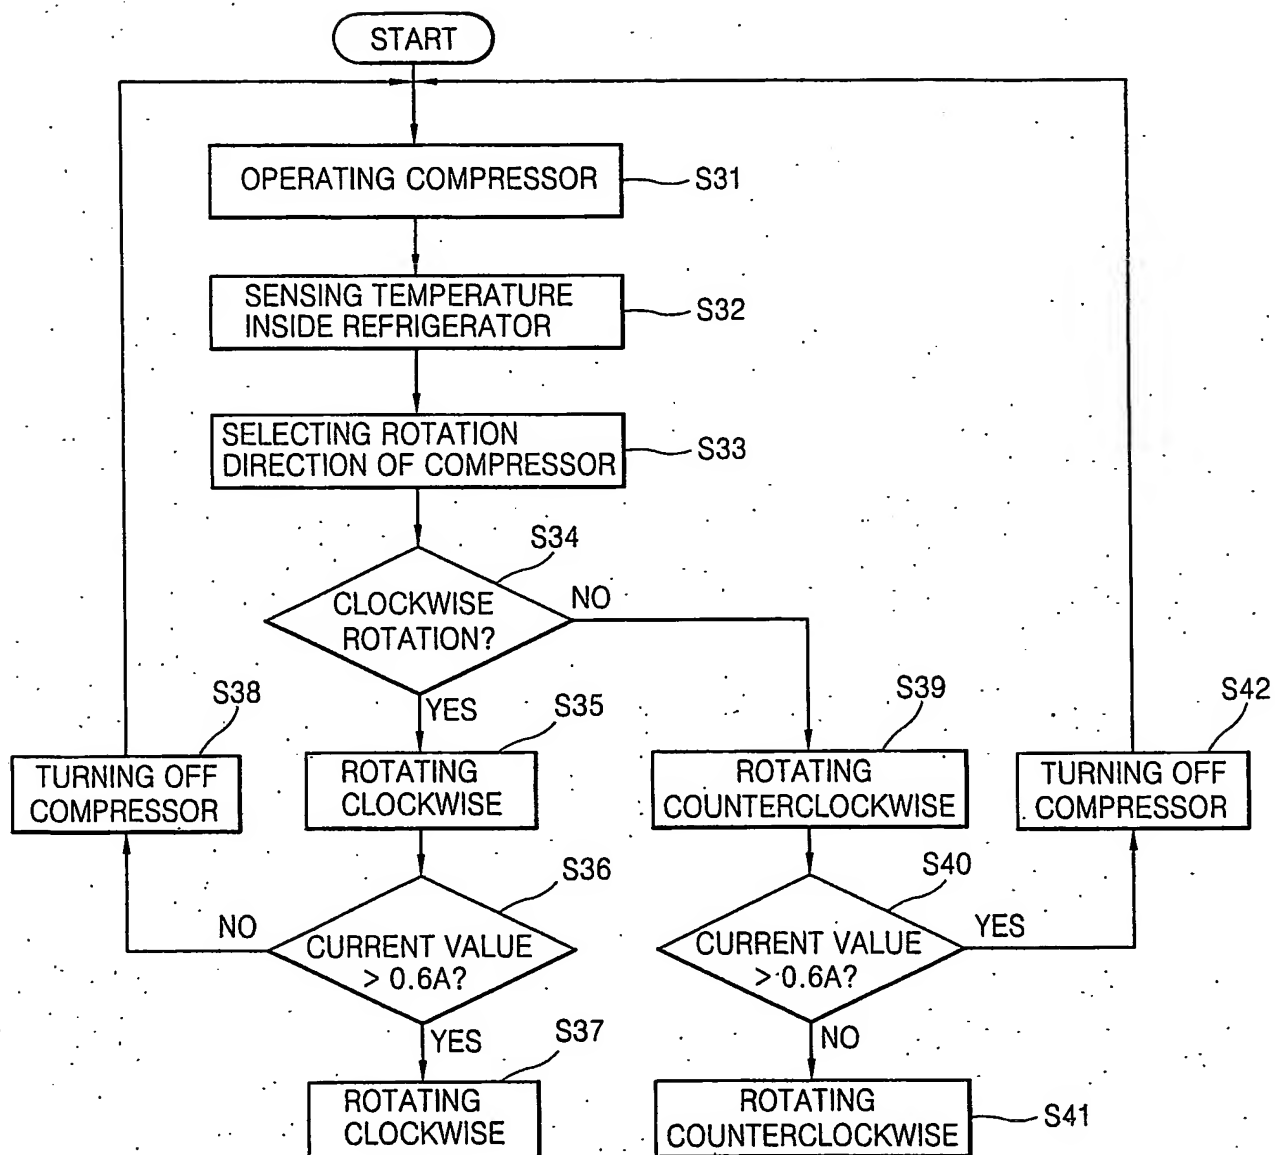 START
OPERATING COMPRESSOR
S31
SENSING TEMPERATURE
INSIDE REFRIGERATOR
S32
SELECTING ROTATION
DIRECTION OF COMPRESSOR
S33
S34
CLOCKWISE
ROTATION?
NO
YES
S38
TURNING OFF
COMPRESSOR
S35
ROTATING
CLOCKWISE
S39
ROTATING
COUNTERCLOCKWISE
S42
TURNING OFF
COMPRESSOR
S36
NO
CURRENT VALUE
> 0.6A?
YES
S40
CURRENT VALUE
> 0.6A?
YES
NO
S37
ROTATING
CLOCKWISE
ROTATING
COUNTERCLOCKWISE
S41